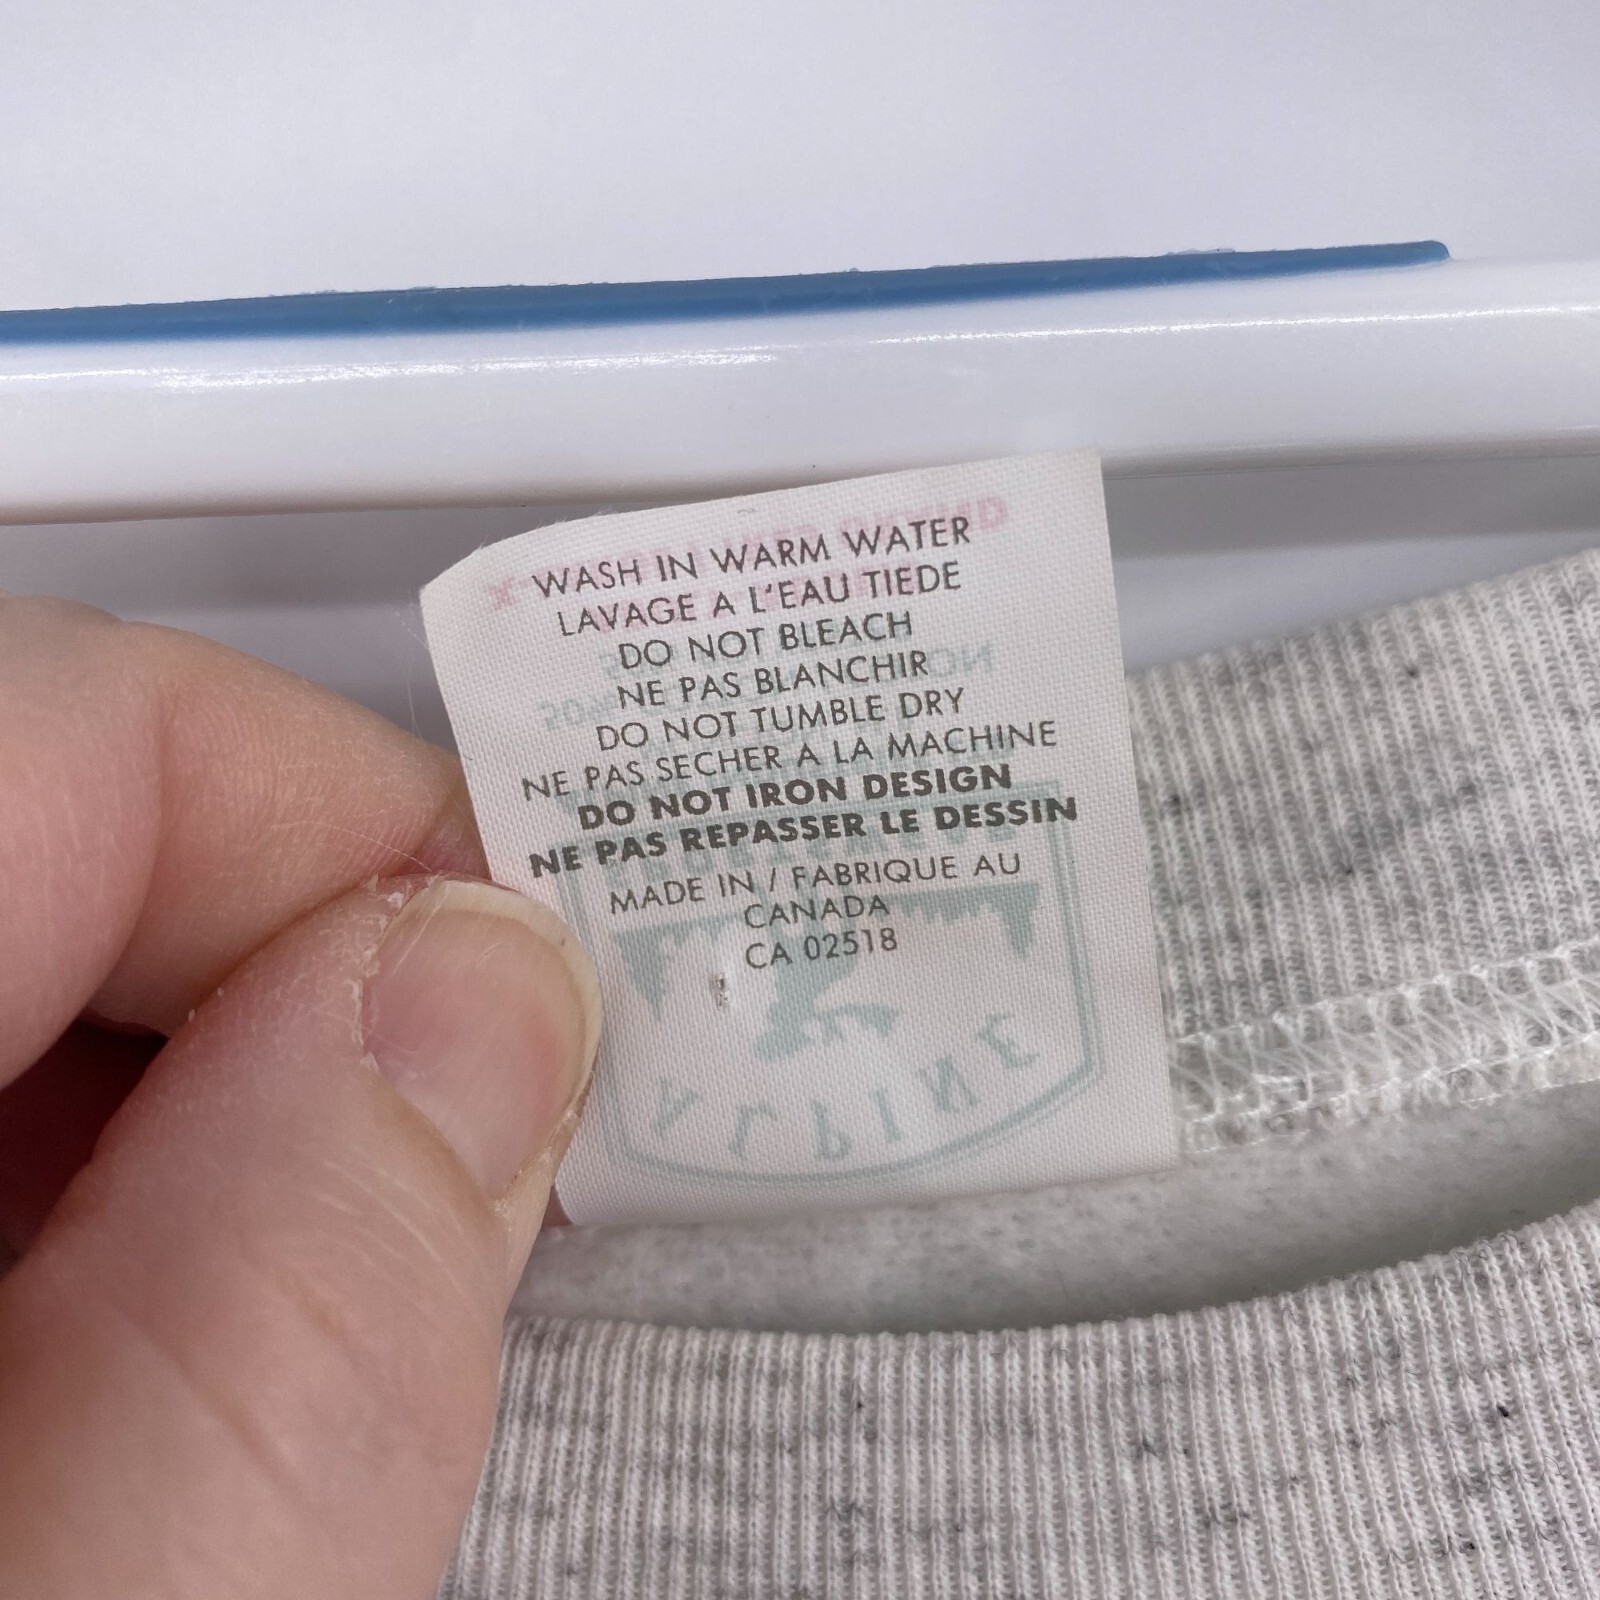 WASH IN WARM WATER
LAVAGE A L'EAU TIEDE
DO NOT BLEACH
NE PAS BLANCHIR
DO NOT TUMBLE DRY
NE PAS SECHER A LA MACHINE
DO NOT IRON DESIGN
NE PAS REPASSER LE DESSIN
MADE IN / FABRIQUE AU
CANADA
CA 02518